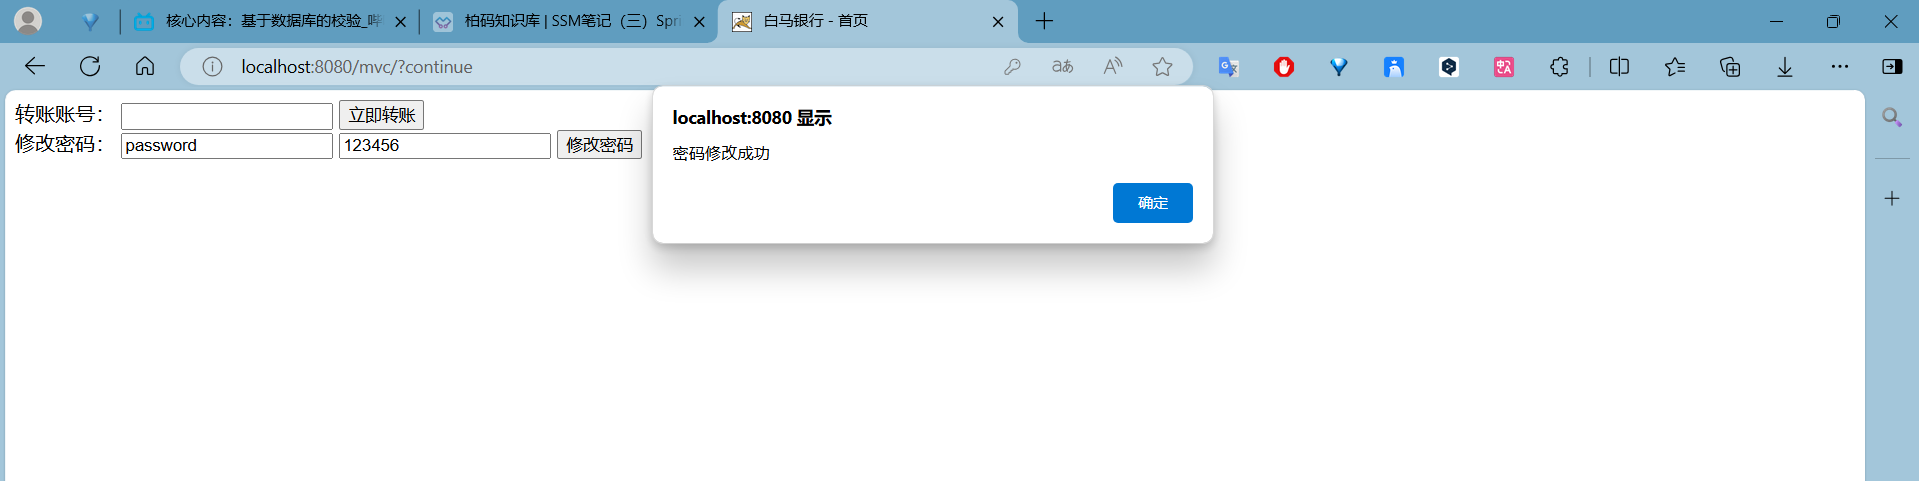 核心内容：基于数据库的校验_哔
柏码知识库 | SSM笔记（三）Spri
白马银行 - 首页
localhost:8080/mvc/?continue
转账账号：
立即转账
修改密码：
password
123456
修改密码
localhost:8080 显示
密码修改成功
确定